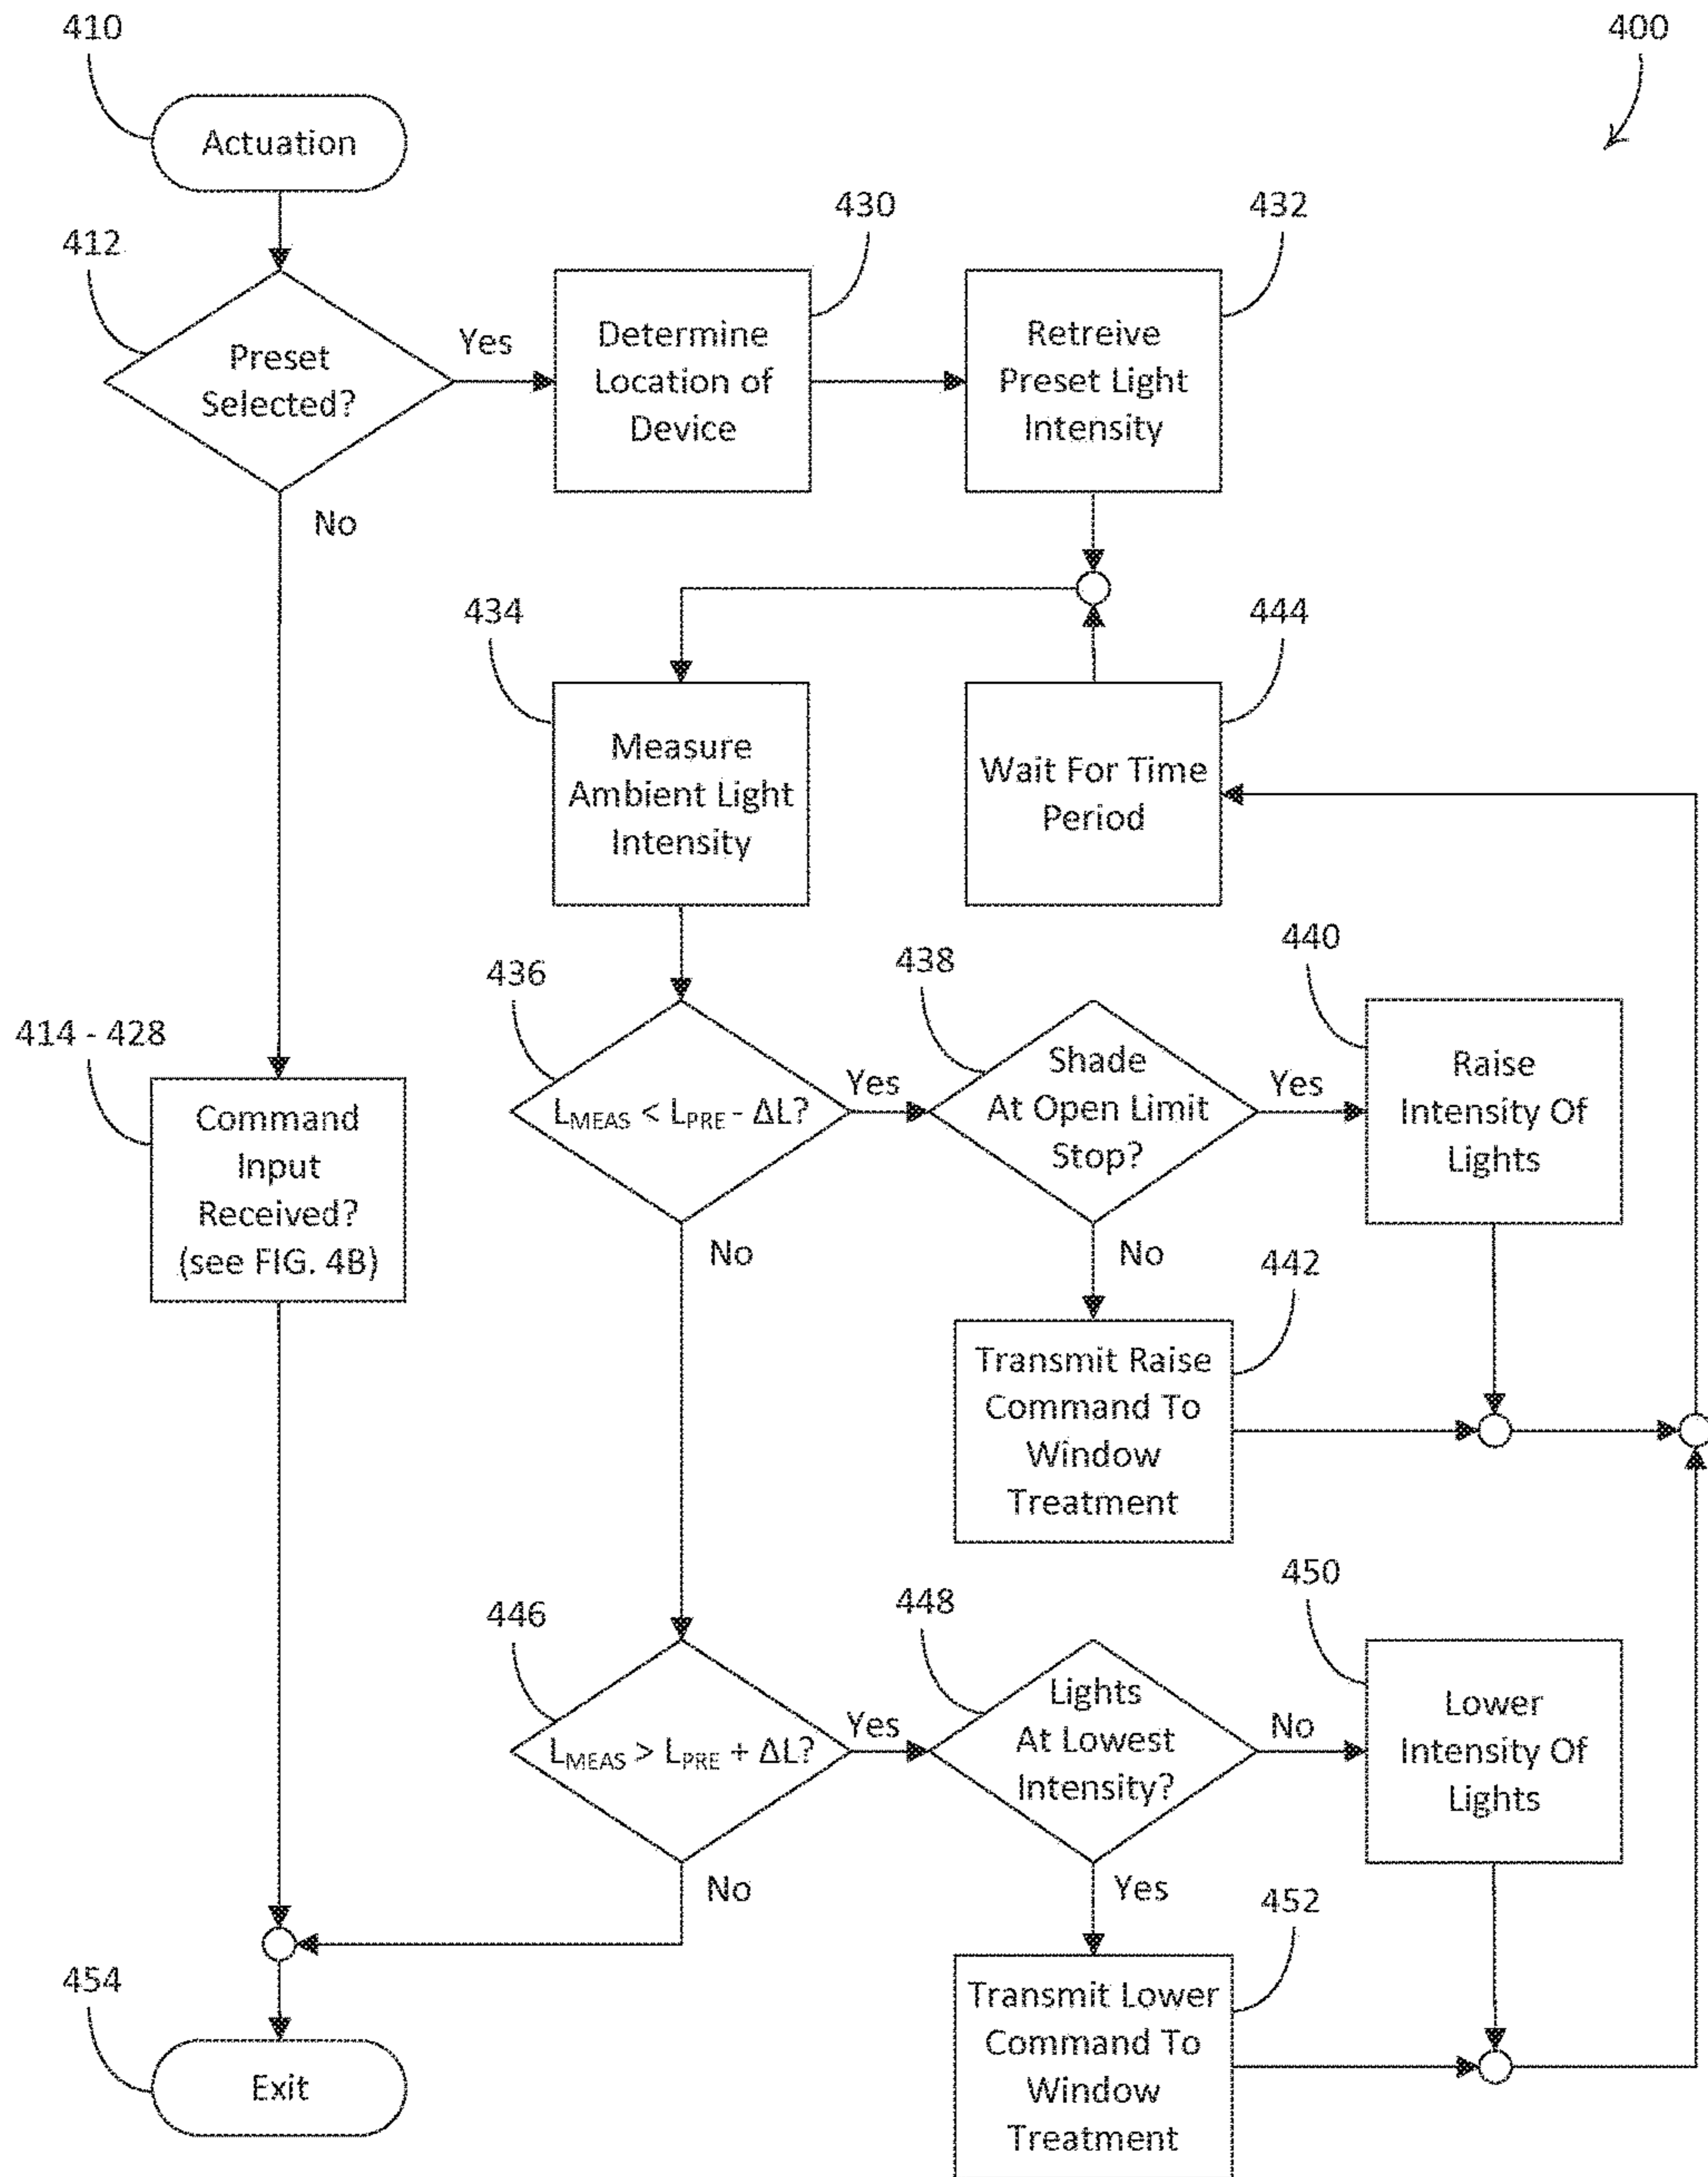 410
400
Actuation
412
430
432
Preset
Selected?
Yes
No
Determine
Location of
Device
Retreive
Preset Light
Intensity
434
444
Measure
Ambient Light
Intensity
Wait For Time
Period
436
438
440
414 - 428
Command
Input
Received?
(see FIG. 4B)
LMEAS < LPRE - ΔL?
Yes
No
Shade
At Open Limit
Stop?
Yes
No
Raise
Intensity Of
Lights
442
Transmit Raise
Command To
Window
Treatment
446
448
450
LMEAS > LPRE + ΔL?
Yes
No
Lights
At Lowest
Intensity?
No
Yes
Lower
Intensity Of
Lights
452
Transmit Lower
Command To
Window
Treatment
454
Exit